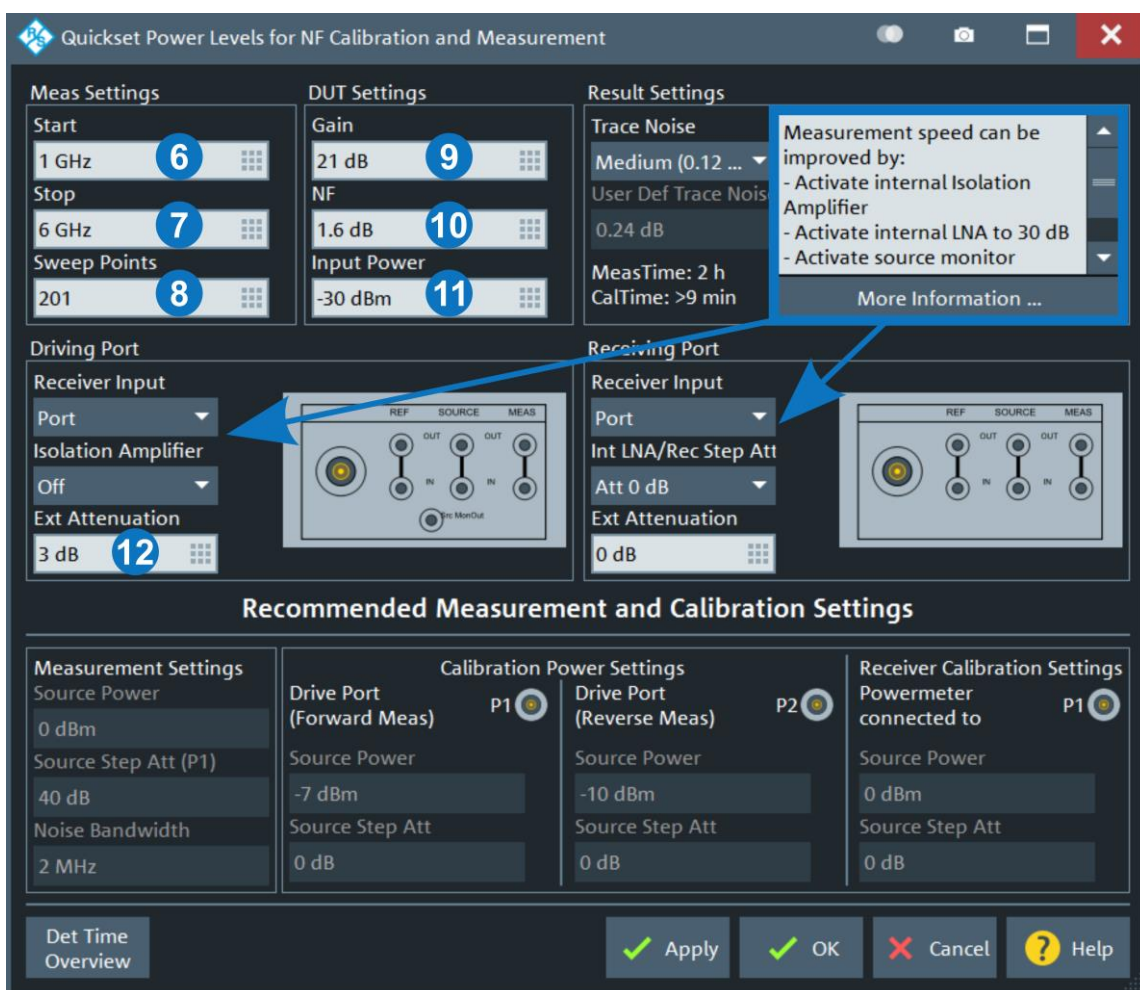 Quickset Power Levels for NF Calibration and Measurement
Meas Settings
Start
1 GHz
6
Stop
6 GHz
7
Sweep Points
201
8
DUT Settings
Gain
21 dB
9
NF
1.6 dB
10
Input Power
-30 dBm
11
Result Settings
Trace Noise
Medium (0.12 ...
User Def Trace Nois
0.24 dB
MeasTime: 2 h
CalTime: >9 min
Measurement speed can be
improved by:
- Activate internal Isolation
Amplifier
- Activate internal LNA to 30 dB
- Activate source monitor
More Information ...
Driving Port
Receiver Input
Port
Isolation Amplifier
Off
Ext Attenuation
3 dB
12
REF SOURCE MEAS
OUT OUT
IN IN
Src MonOut
Receiving Port
Receiver Input
Port
Int LNA/Rec Step Att
Att 0 dB
Ext Attenuation
0 dB
REF SOURCE MEAS
OUT OUT
IN IN
Recommended Measurement and Calibration Settings
Measurement Settings
Source Power
0 dBm
Source Step Att (P1)
40 dB
Noise Bandwidth
2 MHz
Calibration Power Settings
Drive Port
(Forward Meas)
P1
Source Power
-7 dBm
Source Step Att
0 dB
Drive Port
(Reverse Meas)
P2
Source Power
-10 dBm
Source Step Att
0 dB
Receiver Calibration Settings
Powermeter
connected to
P1
Source Power
0 dBm
Source Step Att
0 dB
Det Time
Overview
Apply
OK
Cancel
? Help